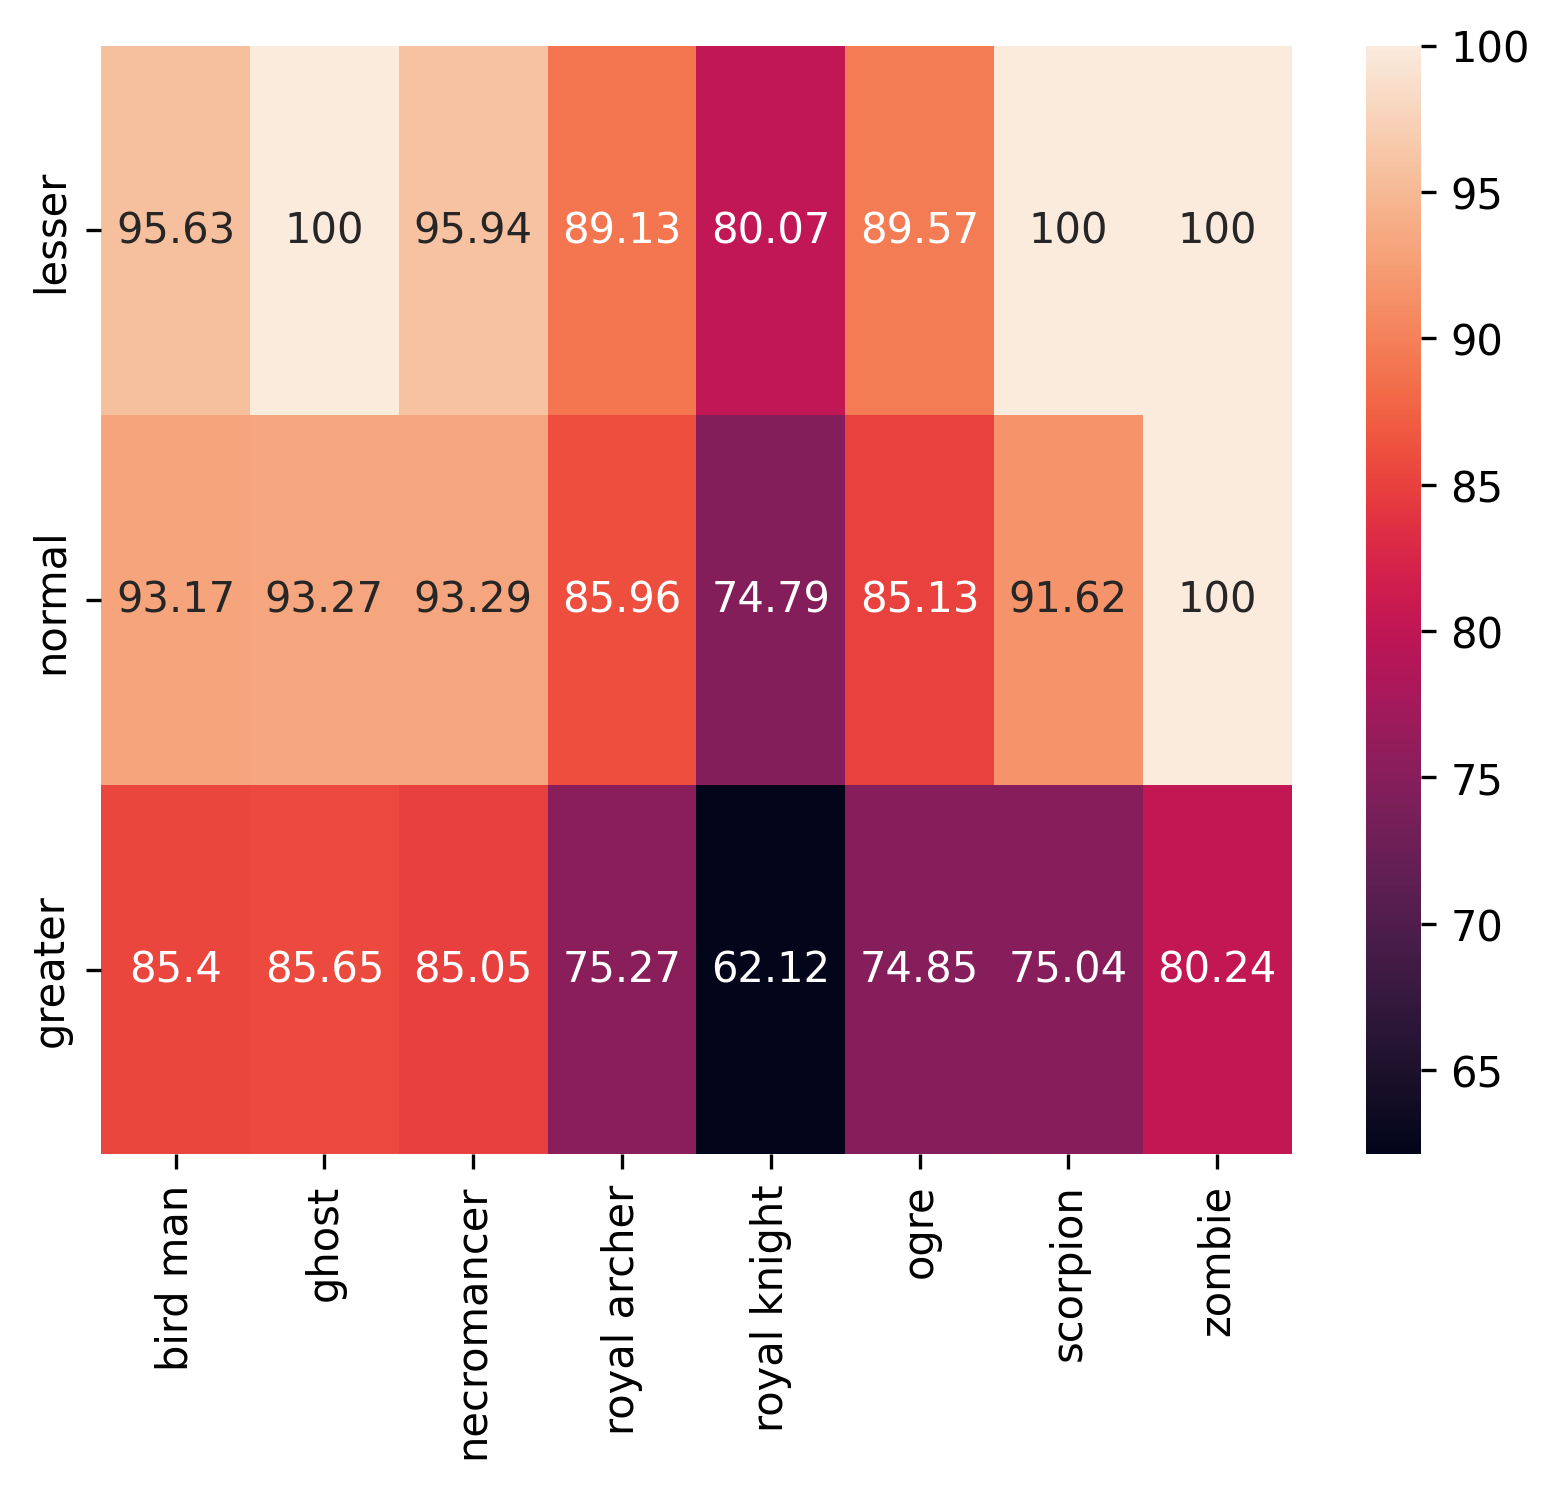 lesser 95.63 100 95.94 89.13 80.07 89.57 100 100
normal 93.17 93.27 93.29 85.96 74.79 85.13 91.62 100
greater 85.4 85.65 85.05 75.27 62.12 74.85 75.04 80.24
bird man
ghost
necromancer
royal archer
royal knight
ogre
scorpion
zombie
100
95
90
85
80
75
70
65